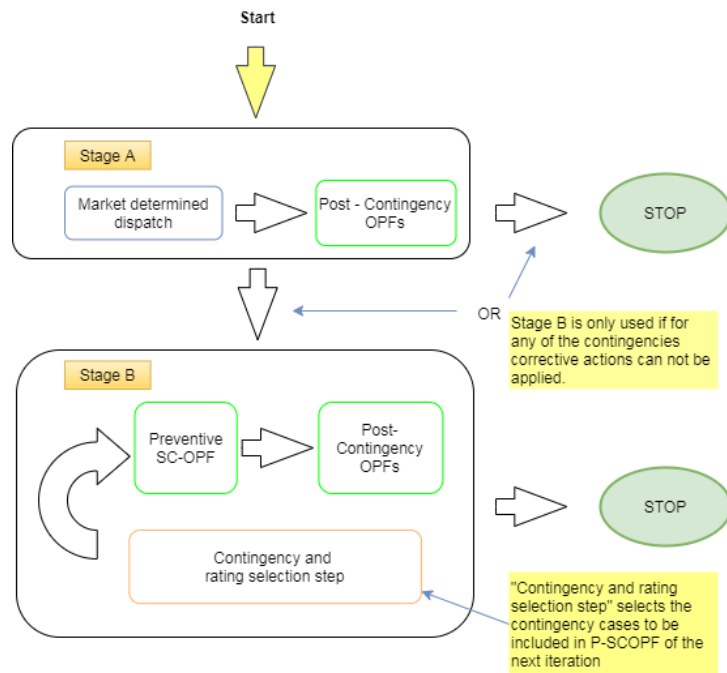 Start
Stage A
Market determined
dispatch
Post - Contingency
OPFs
STOP
OR
Stage B is only used if for
any of the contingencies
corrective actions can not be
applied.
Stage B
Preventive
SC-OPF
Post-
Contingency
OPFs
STOP
Contingency and
rating selection step
"Contingency and rating
selection step" selects the
contingency cases to be
included in P-SCOPF of the
next iteration